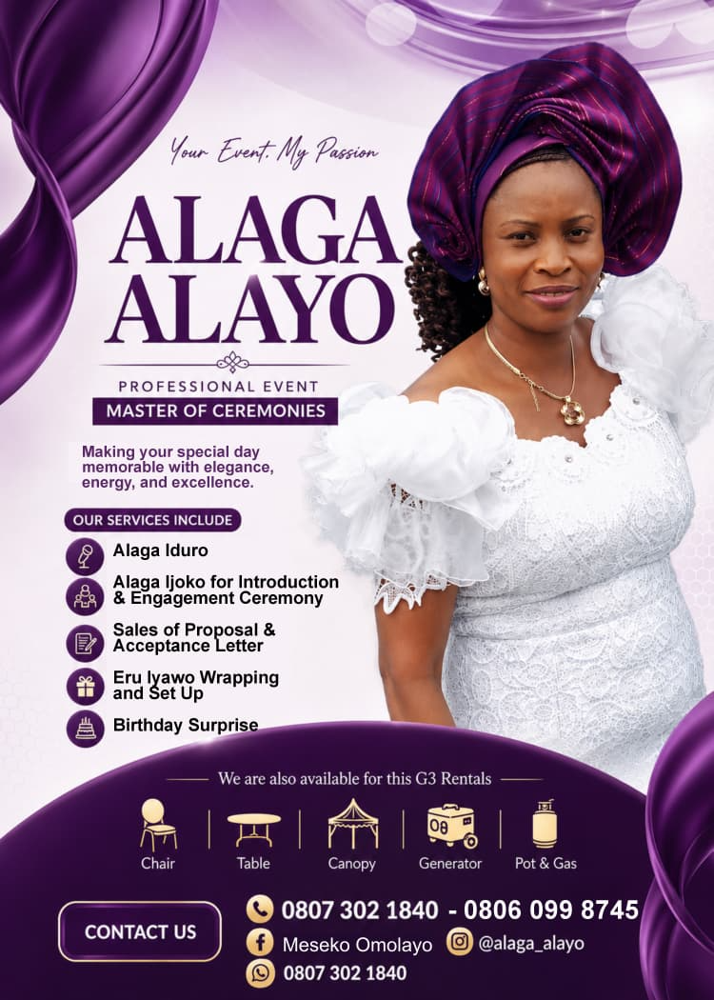 Your Event, My Passion
ALAGA
ALAYO
PROFESSIONAL EVENT
MASTER OF CEREMONIES
Making your special day
memorable with elegance,
energy, and excellence.
OUR SERVICES INCLUDE
Alaga Iduro
Alaga Ijoko for Introduction
& Engagement Ceremony
Sales of Proposal &
Acceptance Letter
Eru Iyawo Wrapping
and Set Up
Birthday Surprise
We are also available for this G3 Rentals
Chair Table Canopy Generator Pot & Gas
CONTACT US
0807 302 1840 - 0806 099 8745
Meseko Omolayo @alaga_alayo
0807 302 1840